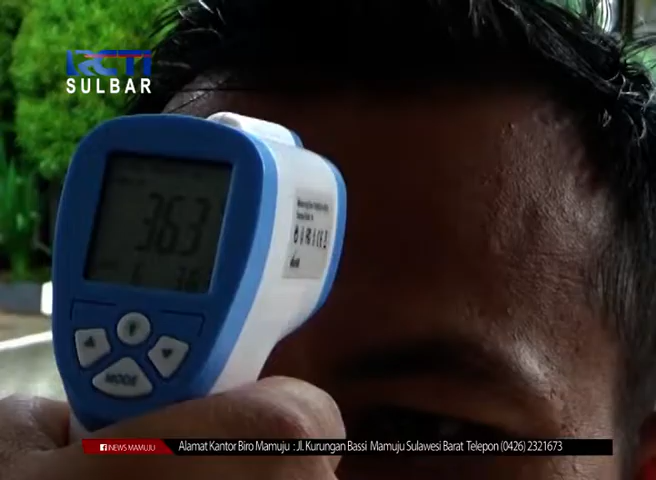 RCTI
SULBAR
36.3
MODE
INEWS MAMUJU
Alamat Kantor Biro Mamuju : Jl. Kurungan Bassi Mamuju Sulawesi Barat Telepon (0426) 2321673